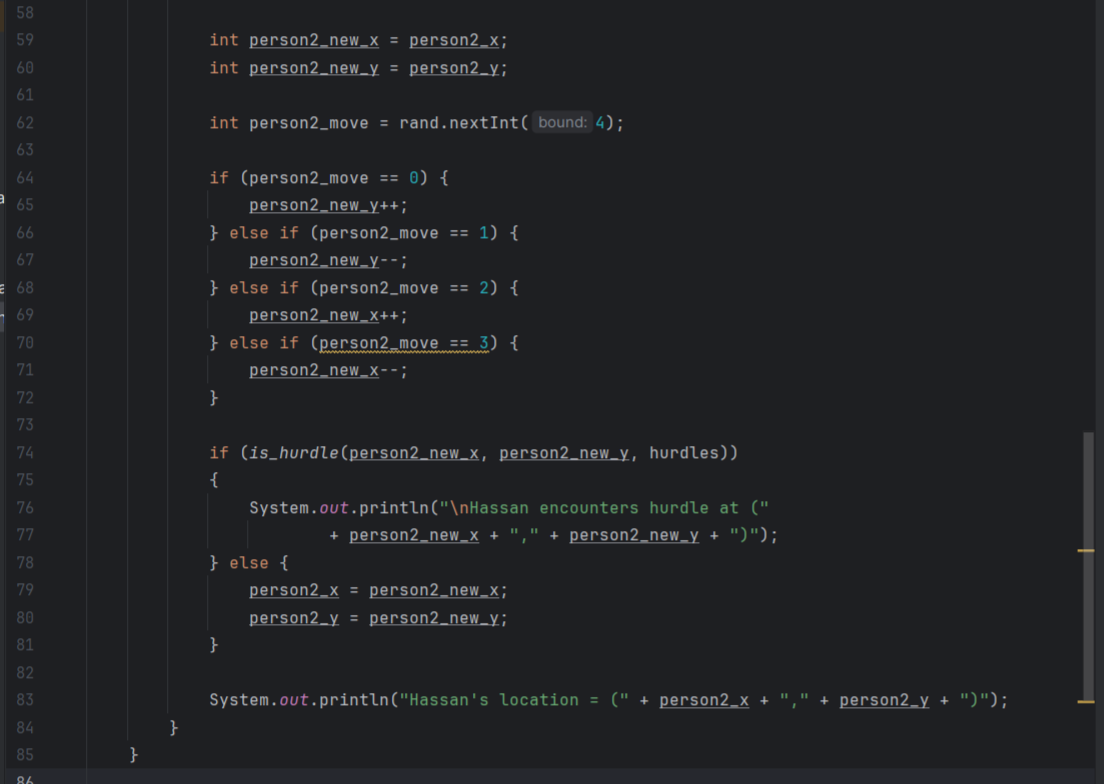 58
59 int person2_new_x = person2_x;
60 int person2_new_y = person2_y;
61
62 int person2_move = rand.nextInt( bound: 4);
63
64 if (person2_move == 0) {
65 person2_new_y++;
66 } else if (person2_move == 1) {
67 person2_new_y--;
68 } else if (person2_move == 2) {
69 person2_new_x++;
70 } else if (person2_move == 3) {
71 person2_new_x--;
72 }
73
74 if (is_hurdle(person2_new_x, person2_new_y, hurdles))
75 {
76 System.out.println("\nHassan encounters hurdle at ("
77 + person2_new_x + "," + person2_new_y + ")");
78 } else {
79 person2_x = person2_new_x;
80 person2_y = person2_new_y;
81 }
82
83 System.out.println("Hassan's location = (" + person2_x + "," + person2_y + ")");
84 }
85 }
86